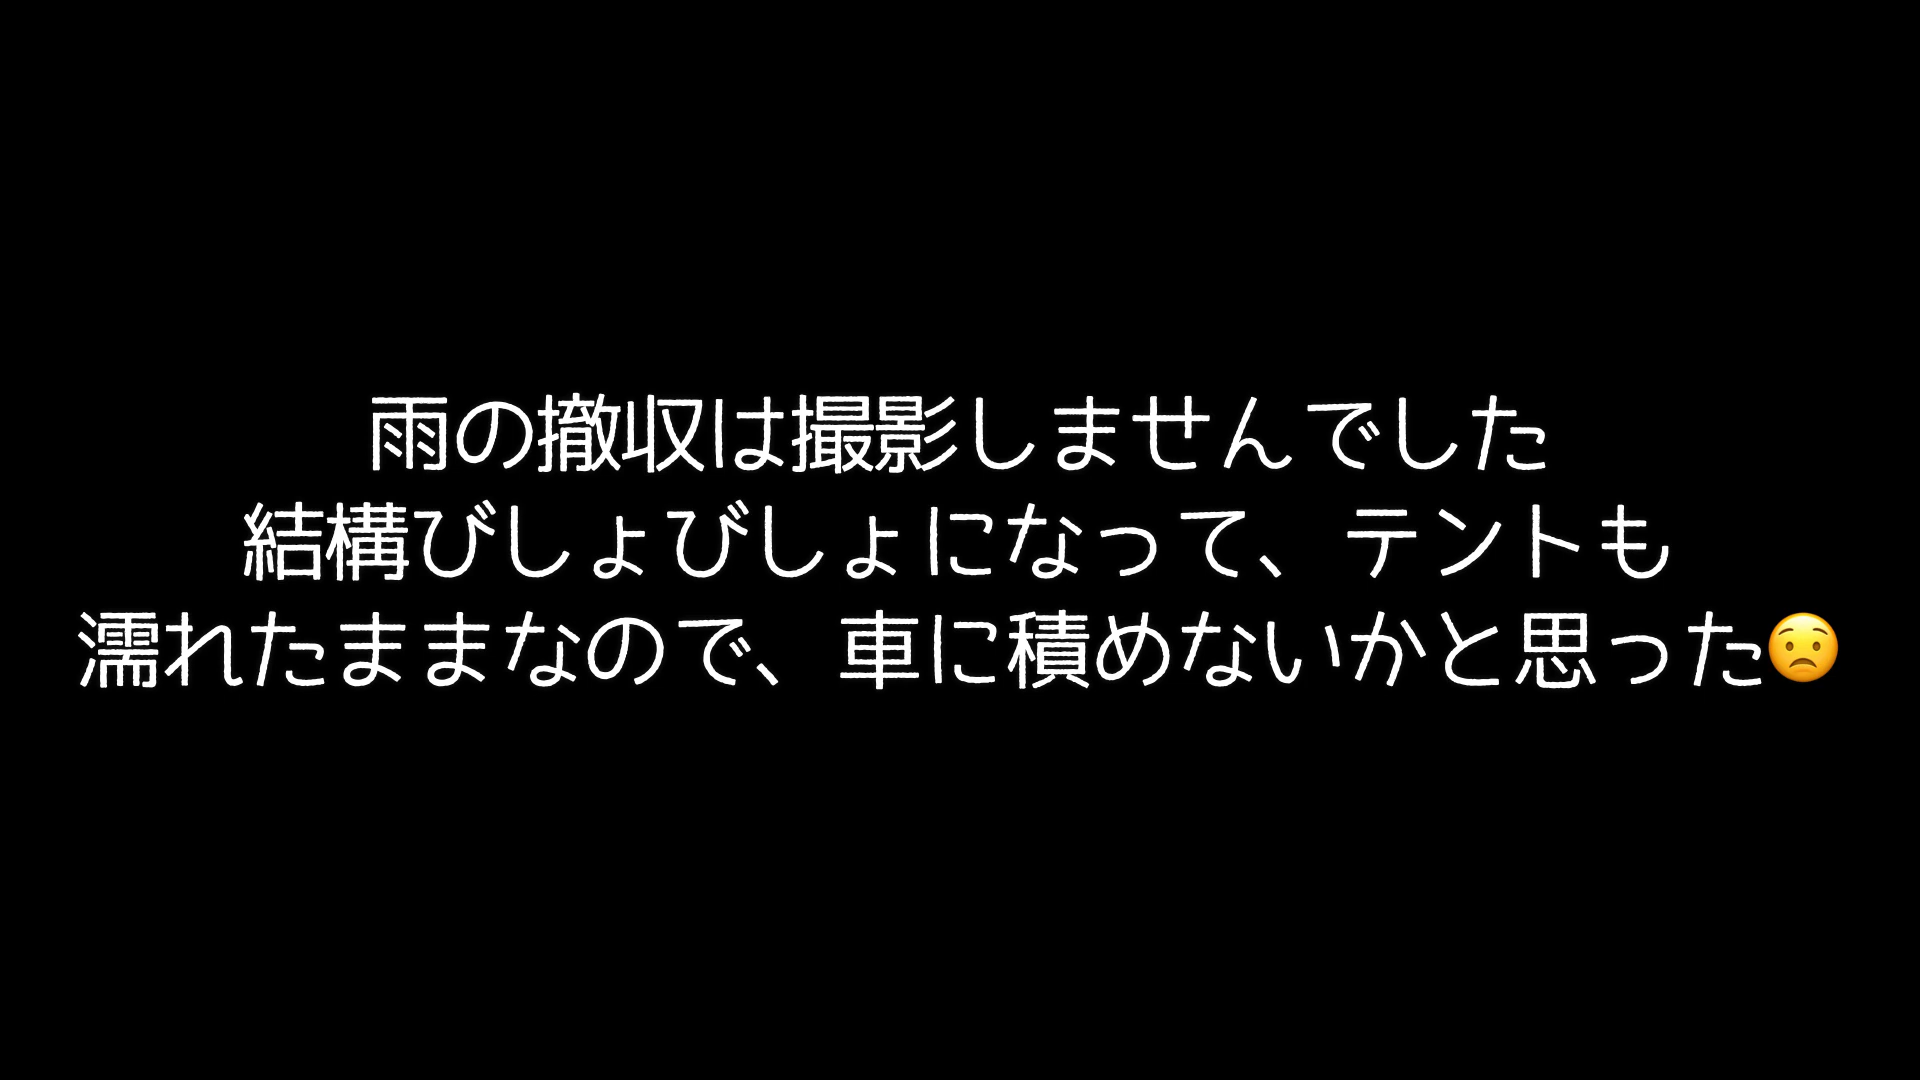 雨の撤収は撮影しませんでした
結構びしょびしょになって、テントも
濡れたままなので、車に積めないかと思った😟